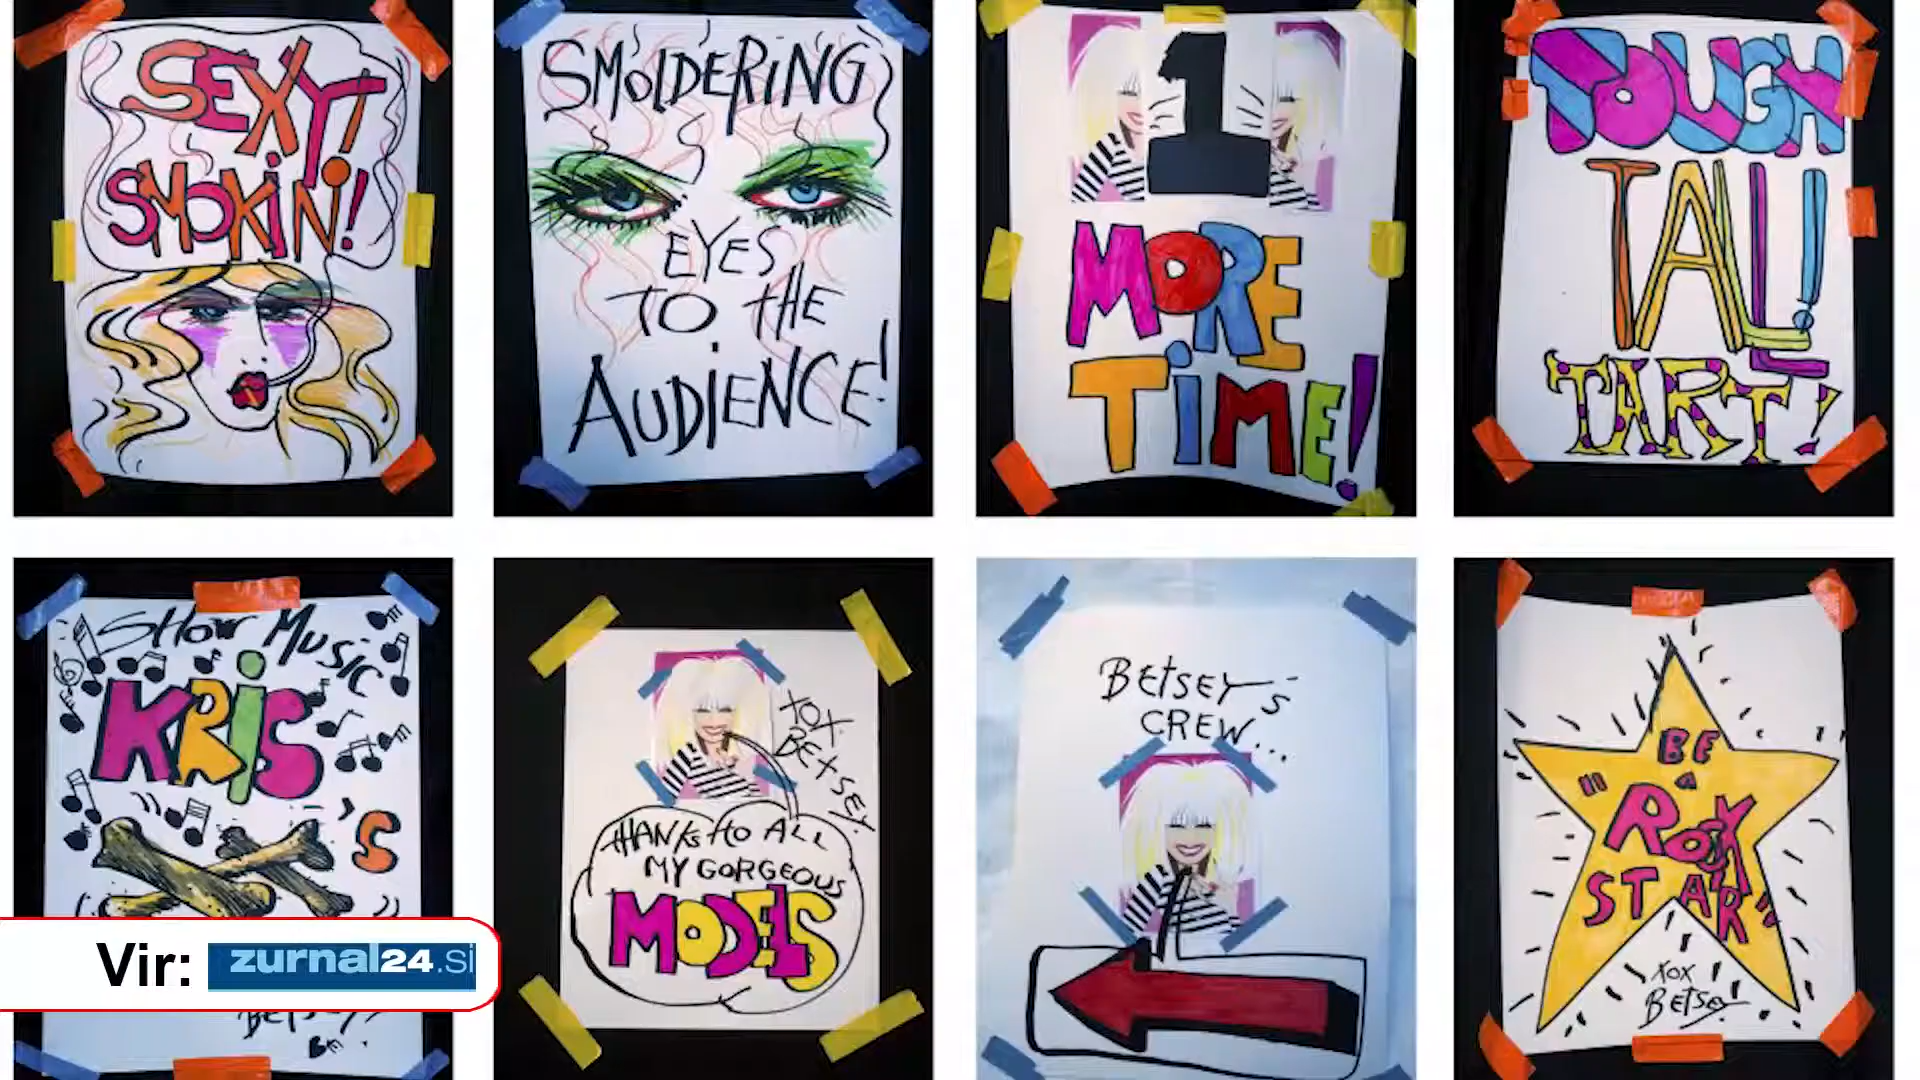 SEXY!
SMOKIN'!
SMOLDERING
EYES
TO THE
AUDIENCE!
1
MORE
TIME!
TOUGH
TALL!
TART!
SHOW MUSIC
KRIS
'S
BETSEY
THANKS TO ALL
MY GORGEOUS
MODELS
XOX
BETSEY
BETSEY'S
CREW...
BE
A
"ROCK
STAR"
XOX
BETSEY
Vir: zurnal24.si